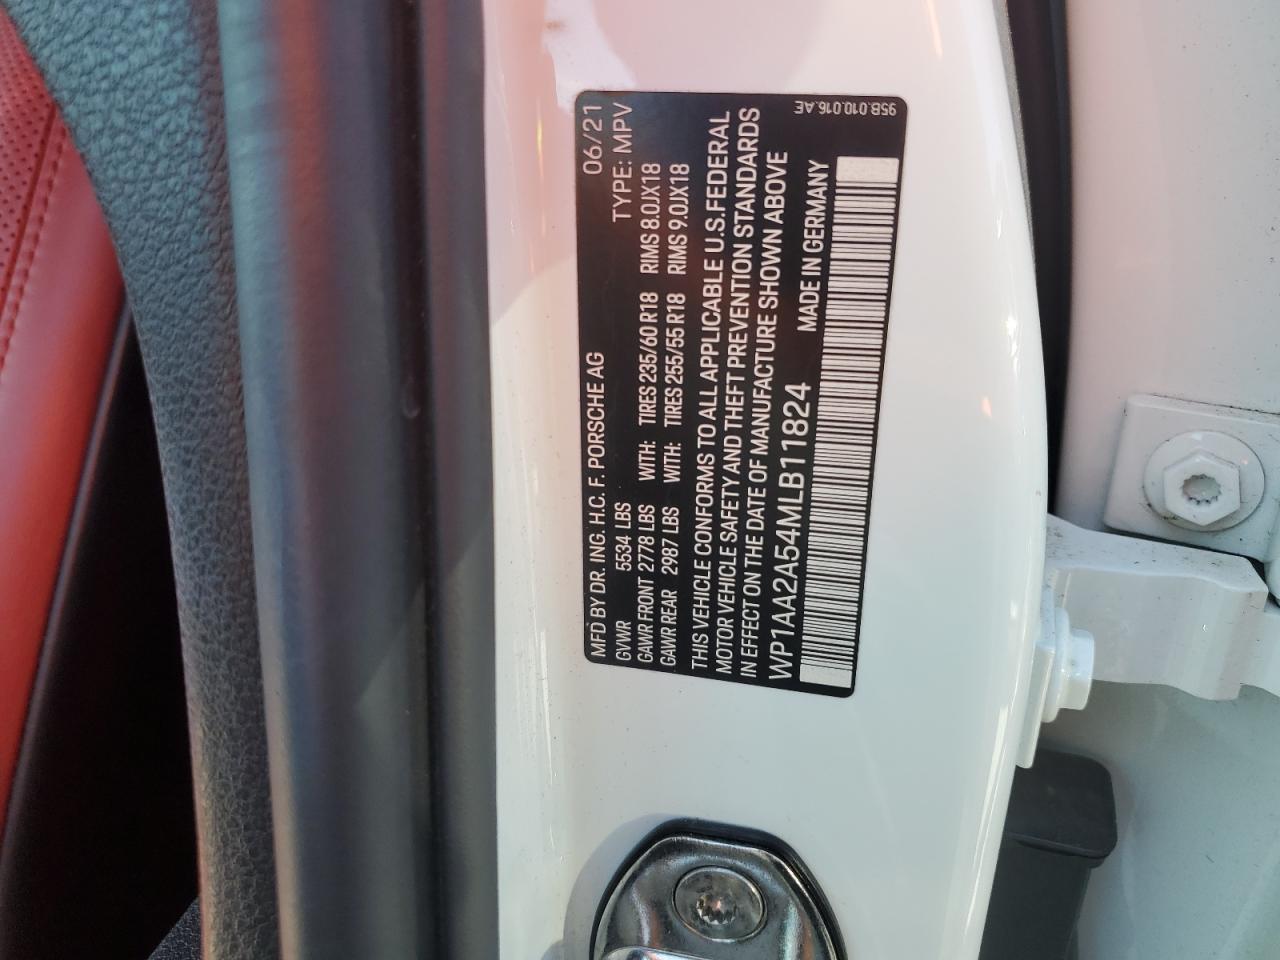 MFD BY DR. ING. H.C. F. PORSCHE AG 06/21
GVWR 5534 LBS TYPE: MPV
GAWR FRONT 2778 LBS WITH: TIRES 235/60 R18 RIMS 8.0JX18
GAWR REAR 2987 LBS WITH: TIRES 255/55 R18 RIMS 9.0JX18
THIS VEHICLE CONFORMS TO ALL APPLICABLE U.S.FEDERAL
MOTOR VEHICLE SAFETY AND THEFT PREVENTION STANDARDS
IN EFFECT ON THE DATE OF MANUFACTURE SHOWN ABOVE
WP1AA2A54MLB11824 MADE IN GERMANY
95B.010.016.AE